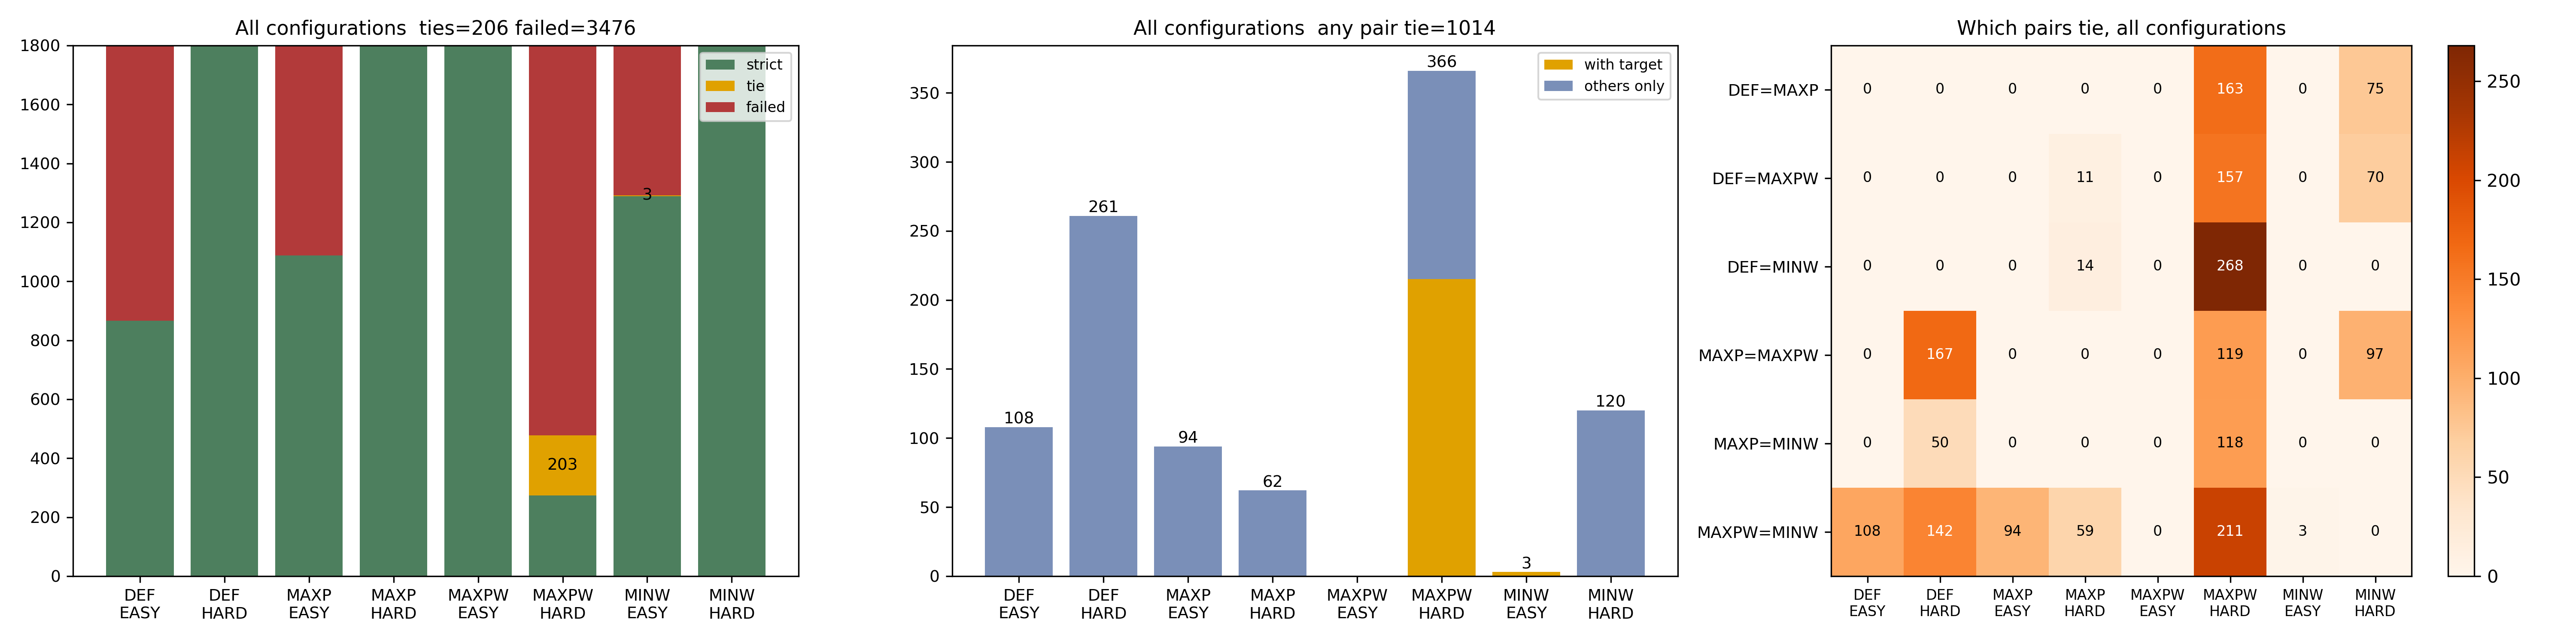 All configurations  ties=206 failed=3476
1800
1600
1400
1200
1000
800
600
400
200
0
strict
tie
failed
3
203
DEF EASY
DEF HARD
MAXP EASY
MAXP HARD
MAXPW EASY
MAXPW HARD
MINW EASY
MINW HARD
All configurations  any pair tie=1014
350
300
250
200
150
100
50
0
with target
others only
108
261
94
62
366
3
120
DEF EASY
DEF HARD
MAXP EASY
MAXP HARD
MAXPW EASY
MAXPW HARD
MINW EASY
MINW HARD
Which pairs tie, all configurations
DEF=MAXP 0 0 0 0 0 163 0 75
DEF=MAXPW 0 0 0 11 0 157 0 70
DEF=MINW 0 0 0 14 0 268 0 0
MAXP=MAXPW 0 167 0 0 0 119 0 97
MAXP=MINW 0 50 0 0 0 118 0 0
MAXPW=MINW 108 142 94 59 0 211 3 0
DEF EASY
DEF HARD
MAXP EASY
MAXP HARD
MAXPW EASY
MAXPW HARD
MINW EASY
MINW HARD
250
200
150
100
50
0